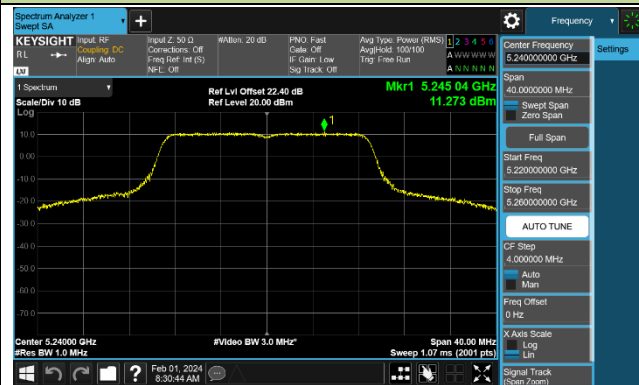 Spectrum Analyzer 1
Swept SA
Frequency
KEYSIGHT
RL
LXI
Input: RF
Coupling: DC
Align: Auto
Input Z: 50 Ω
Corrections: Off
Freq Ref: Int (S)
NFE: Off
#Atten: 20 dB
PNO: Fast
Gate: Off
IF Gain: Low
Sig Track: Off
Avg Type: Power (RMS)
Avg|Hold: 100/100
Trig: Free Run
1 2 3 4 5 6
A W W W W W
A N N N N N
1 Spectrum
Scale/Div 10 dB
Log
Ref Lvl Offset 22.40 dB
Ref Level 20.00 dBm
Mkr1 5.245 04 GHz
11.273 dBm
1
10.0
0.00
-10.0
-20.0
-30.0
-40.0
-50.0
-60.0
-70.0
Center 5.24000 GHz
#Res BW 1.0 MHz
#Video BW 3.0 MHz*
Span 40.00 MHz
Sweep 1.07 ms (2001 pts)
Feb 01, 2024
8:30:44 AM
Center Frequency
5.240000000 GHz
Settings
Span
40.0000000 MHz
Swept Span
Zero Span
Full Span
Start Freq
5.220000000 GHz
Stop Freq
5.260000000 GHz
AUTO TUNE
CF Step
4.000000 MHz
Auto
Man
Freq Offset
0 Hz
X Axis Scale
Log
Lin
Signal Track
(Span Zoom)